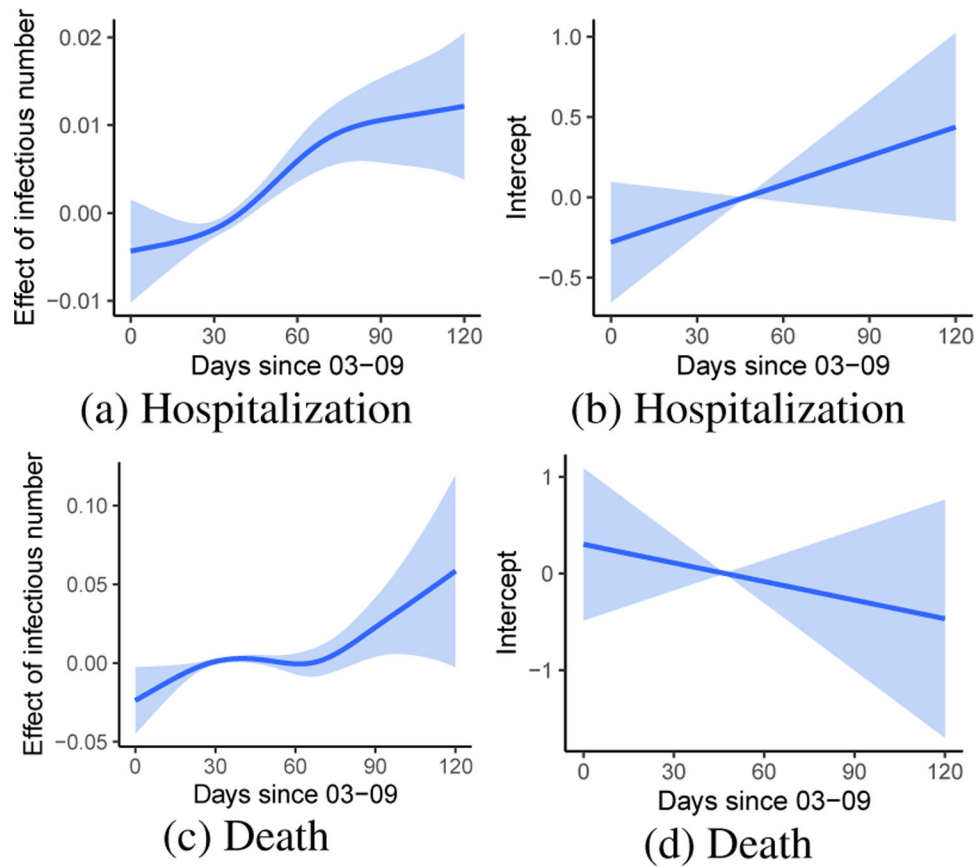 Effect of infectious number
0.02
0.01
0.00
−0.01
0 30 60 90 120
Days since 03−09
(a) Hospitalization
Intercept
1.0
0.5
0.0
−0.5
0 30 60 90 120
Days since 03−09
(b) Hospitalization
Effect of infectious number
0.10
0.05
0.00
−0.05
0 30 60 90 120
Days since 03−09
(c) Death
Intercept
1
0
−1
0 30 60 90 120
Days since 03−09
(d) Death